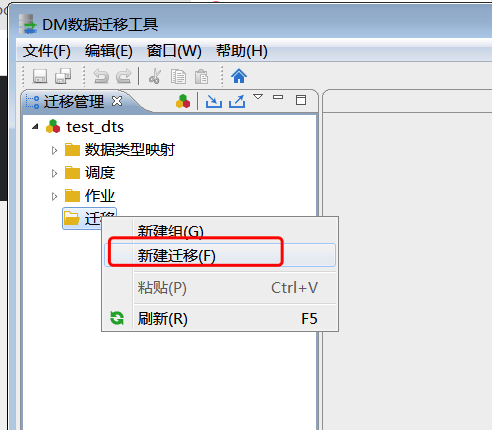 DM数据迁移工具
文件(F) 编辑(E) 窗口(W) 帮助(H)
迁移管理
test_dts
数据类型映射
调度
作业
迁移
新建组(G)
新建迁移(F)
粘贴(P) Ctrl+V
刷新(R) F5